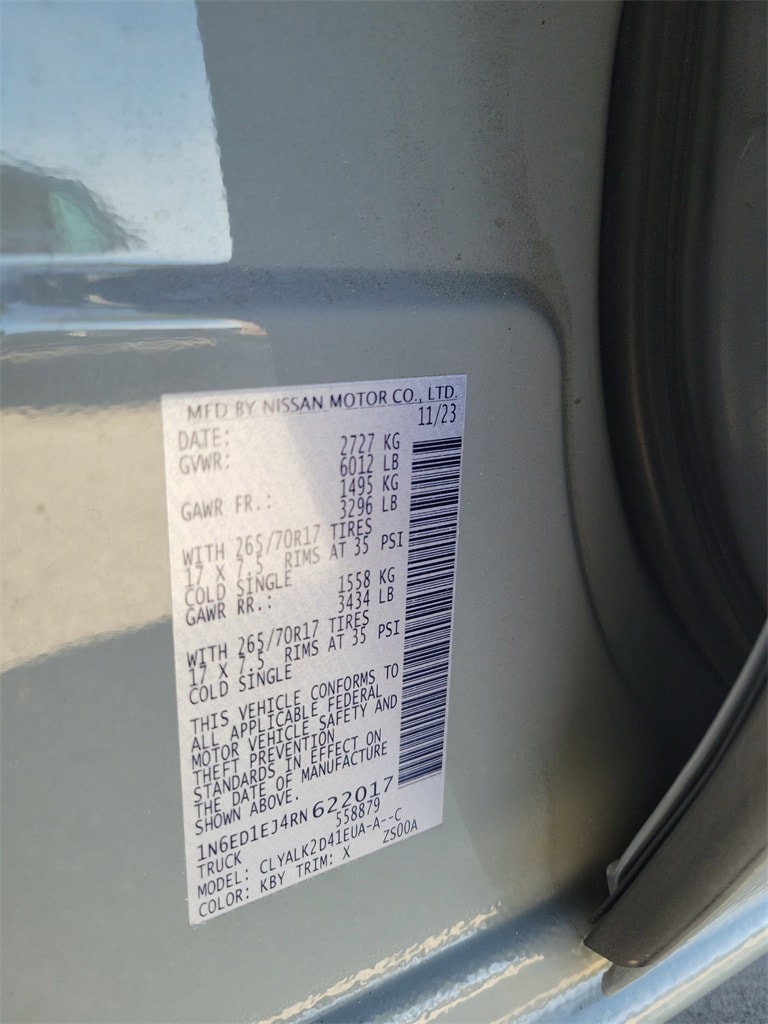 MFD BY NISSAN MOTOR CO., LTD.
DATE: 11/23
GVWR: 2727 KG
6012 LB
GAWR FR.: 1495 KG
3296 LB
WITH 265/70R17 TIRES
17 X 7.5 RIMS AT 35 PSI
COLD SINGLE
GAWR RR.: 1558 KG
3434 LB
WITH 265/70R17 TIRES
17 X 7.5 RIMS AT 35 PSI
COLD SINGLE
THIS VEHICLE CONFORMS TO
ALL APPLICABLE FEDERAL
MOTOR VEHICLE SAFETY AND
THEFT PREVENTION
STANDARDS IN EFFECT ON
THE DATE OF MANUFACTURE
SHOWN ABOVE.
1N6ED1EJ4RN622017
TRUCK 558879
MODEL: CLYALK2D41EUA-A--C
COLOR: KBY TRIM: X ZS00A